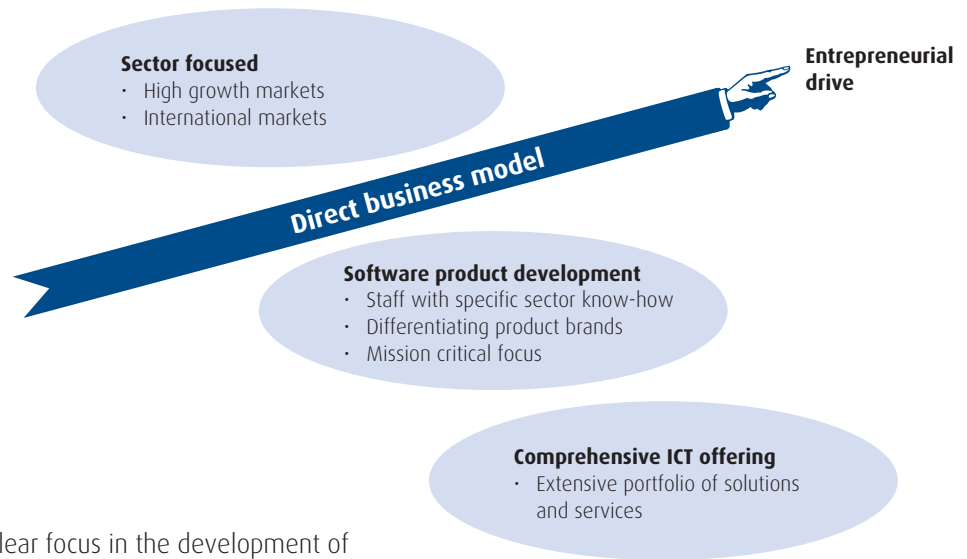 Sector focused
· High growth markets
· International markets
Entrepreneurial
drive
Direct business model
Software product development
· Staff with specific sector know-how
· Differentiating product brands
· Mission critical focus
Comprehensive ICT offering
· Extensive portfolio of solutions
and services
focus in the development of